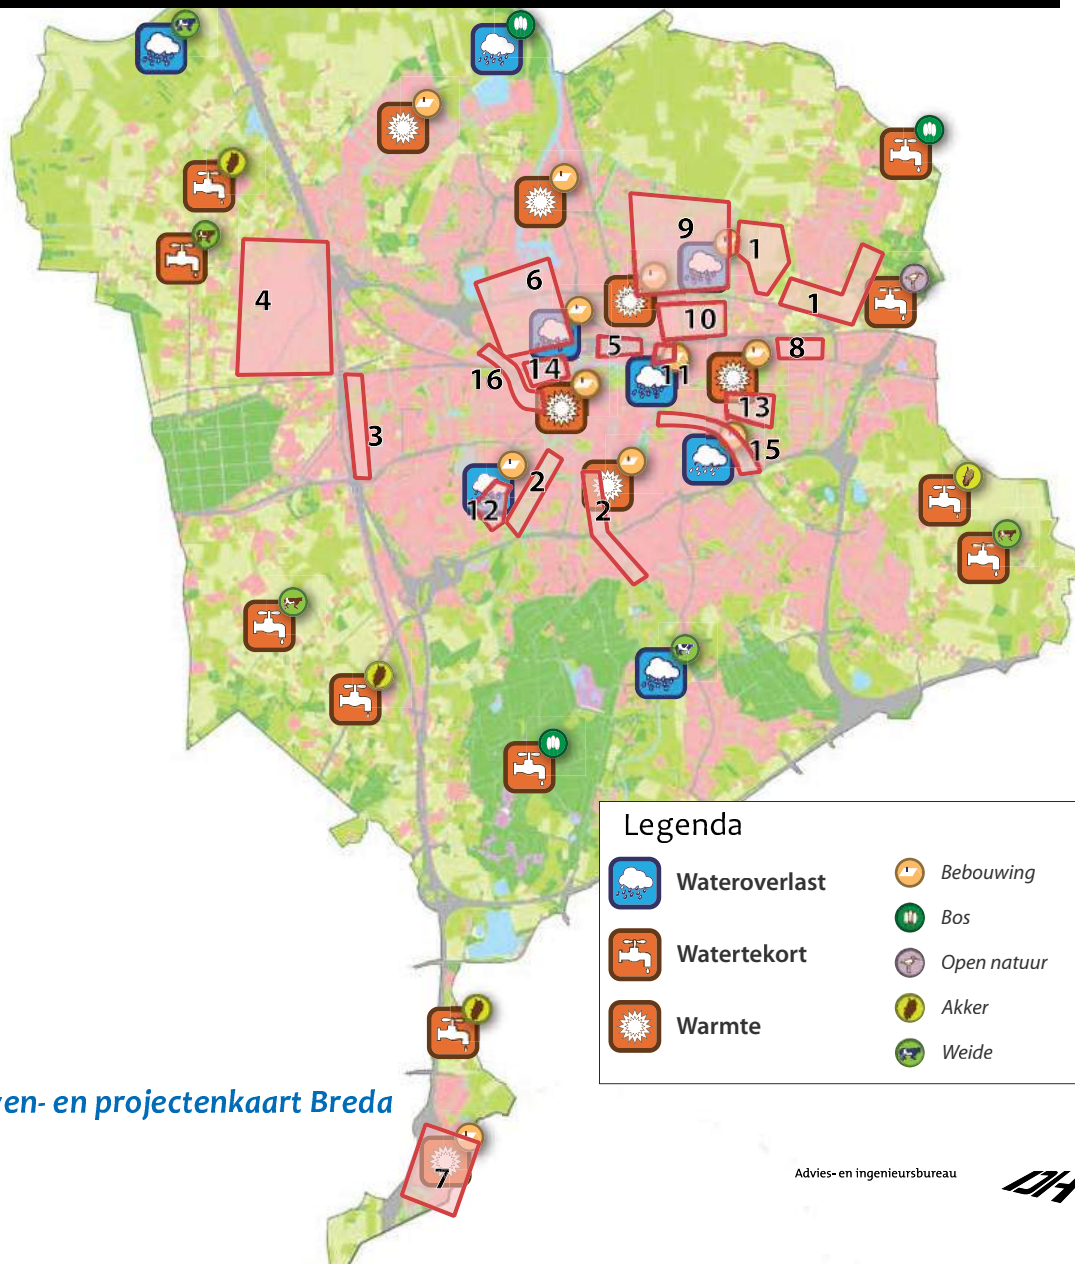 9
1
6
4
1
10
5
8
11
14
16
13
3
15
2
12
2
Legenda
Wateroverlast
Watertekort
Warmte
Bebouwing
Bos
Open natuur
Akker
Weide
en- en projectenkaart Breda
7
Advies- en ingenieursbureau
DH